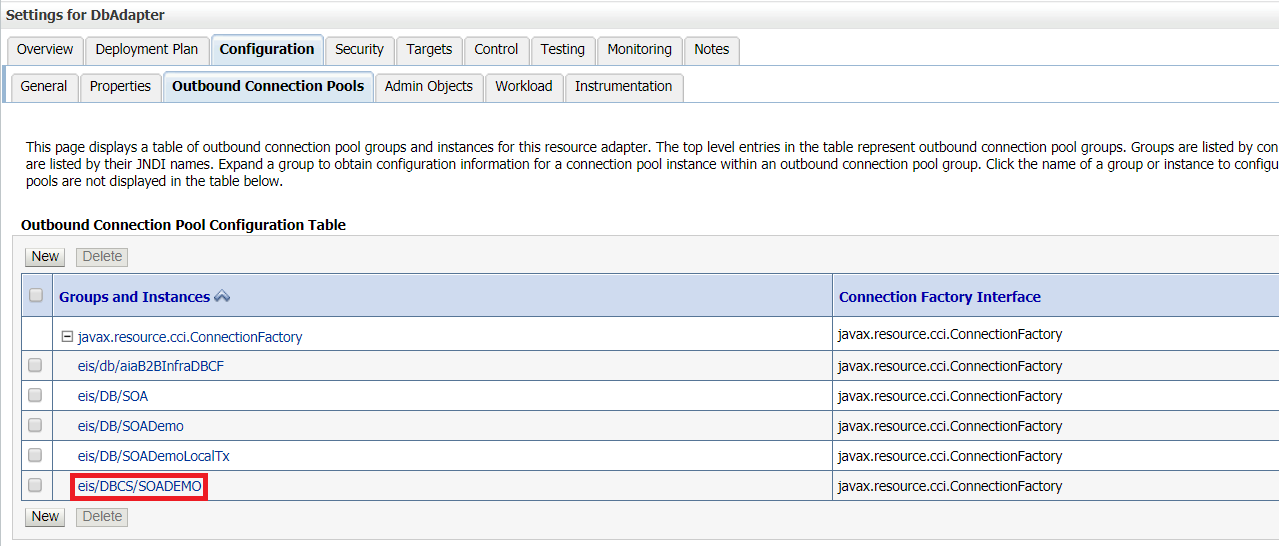 Settings for DbAdapter
Overview Deployment Plan Configuration Security Targets Control Testing Monitoring Notes
General Properties Outbound Connection Pools Admin Objects Workload Instrumentation
This page displays a table of outbound connection pool groups and instances for this resource adapter. The top level entries in the table represent outbound connection pool groups. Groups are listed by con
are listed by their JNDI names. Expand a group to obtain configuration information for a connection pool instance within an outbound connection pool group. Click the name of a group or instance to configu
pools are not displayed in the table below.
Outbound Connection Pool Configuration Table
New Delete
Groups and Instances Connection Factory Interface
javax.resource.cci.ConnectionFactory javax.resource.cci.ConnectionFactory
eis/db/aiaB2BInfraDBCF javax.resource.cci.ConnectionFactory
eis/DB/SOA javax.resource.cci.ConnectionFactory
eis/DB/SOADemo javax.resource.cci.ConnectionFactory
eis/DB/SOADemoLocalTx javax.resource.cci.ConnectionFactory
eis/DBCS/SOADEMO javax.resource.cci.ConnectionFactory
New Delete